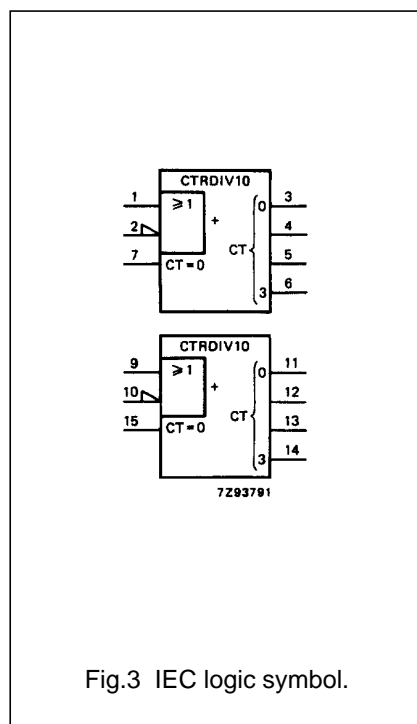 CTRDIV10
1 ≥1 0 3
2 + 4
7 CT=0 CT 5
3 6
CTRDIV10
9 ≥1 0 11
10 + 12
15 CT=0 CT 13
3 14
7Z93791
Fig.3 IEC logic symbol.